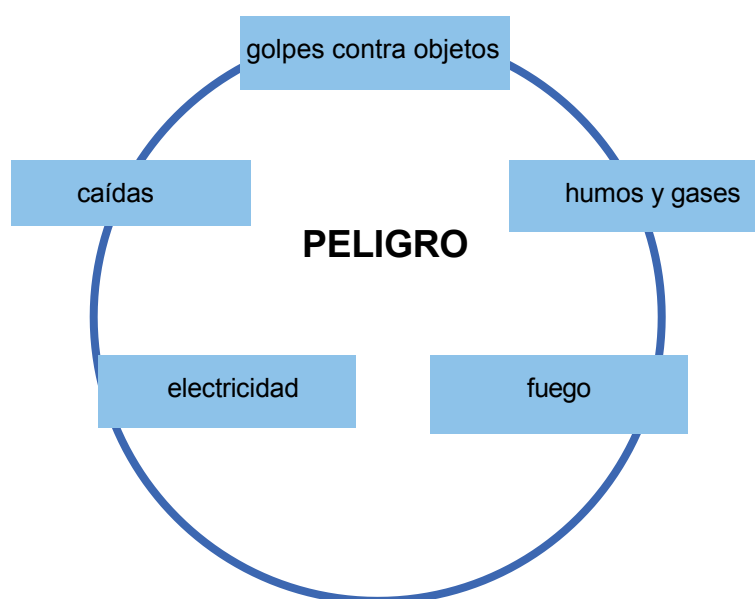 golpes contra objetos
caídas
humos y gases
PELIGRO
electricidad
fuego